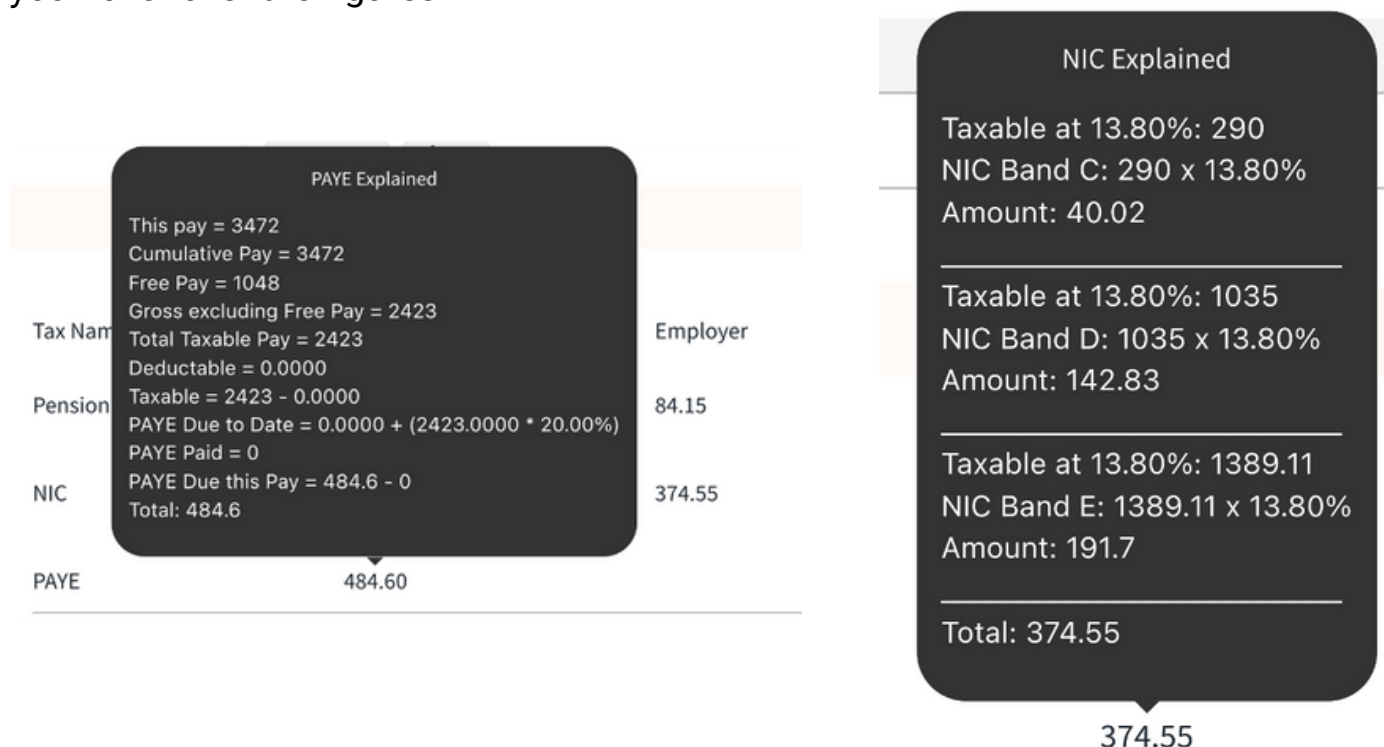 PAYE Explained
This pay = 3472
Cumulative Pay = 3472
Free Pay = 1048
Gross excluding Free Pay = 2423
Total Taxable Pay = 2423
Deductable = 0.0000
Taxable = 2423 - 0.0000
PAYE Due to Date = 0.0000 + (2423.0000 * 20.00%)
PAYE Paid = 0
PAYE Due this Pay = 484.6 - 0
Total: 484.6
Employer
Pension 84.15
NIC 374.55
PAYE 484.60
NIC Explained
Taxable at 13.80%: 290
NIC Band C: 290 x 13.80%
Amount: 40.02
Taxable at 13.80%: 1035
NIC Band D: 1035 x 13.80%
Amount: 142.83
Taxable at 13.80%: 1389.11
NIC Band E: 1389.11 x 13.80%
Amount: 191.7
Total: 374.55
374.55